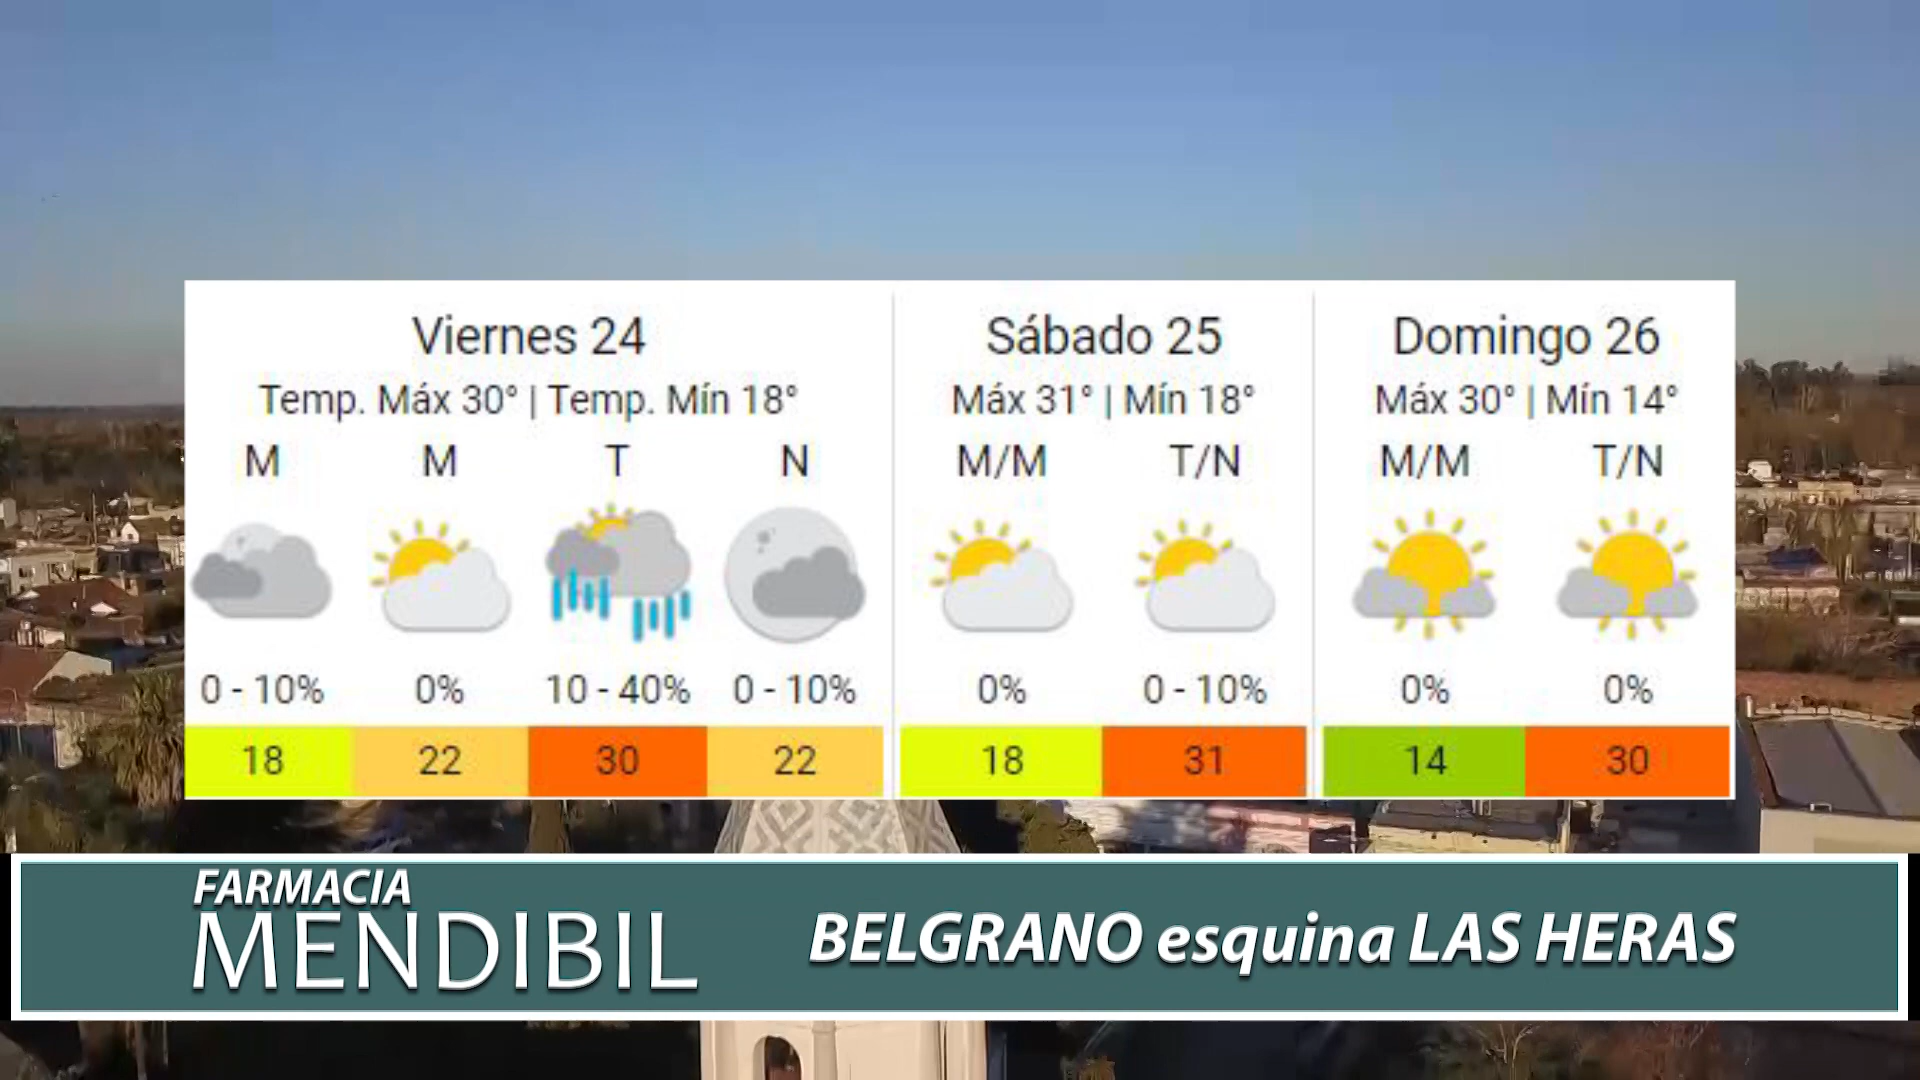 Viernes 24
Temp. Máx 30° | Temp. Mín 18°
M M T N
0 - 10% 0% 10 - 40% 0 - 10%
18 22 30 22
Sábado 25
Máx 31° | Mín 18°
M/M T/N
0% 0 - 10%
18 31
Domingo 26
Máx 30° | Mín 14°
M/M T/N
0% 0%
14 30
FARMACIA
MENDIBIL
BELGRANO esquina LAS HERAS